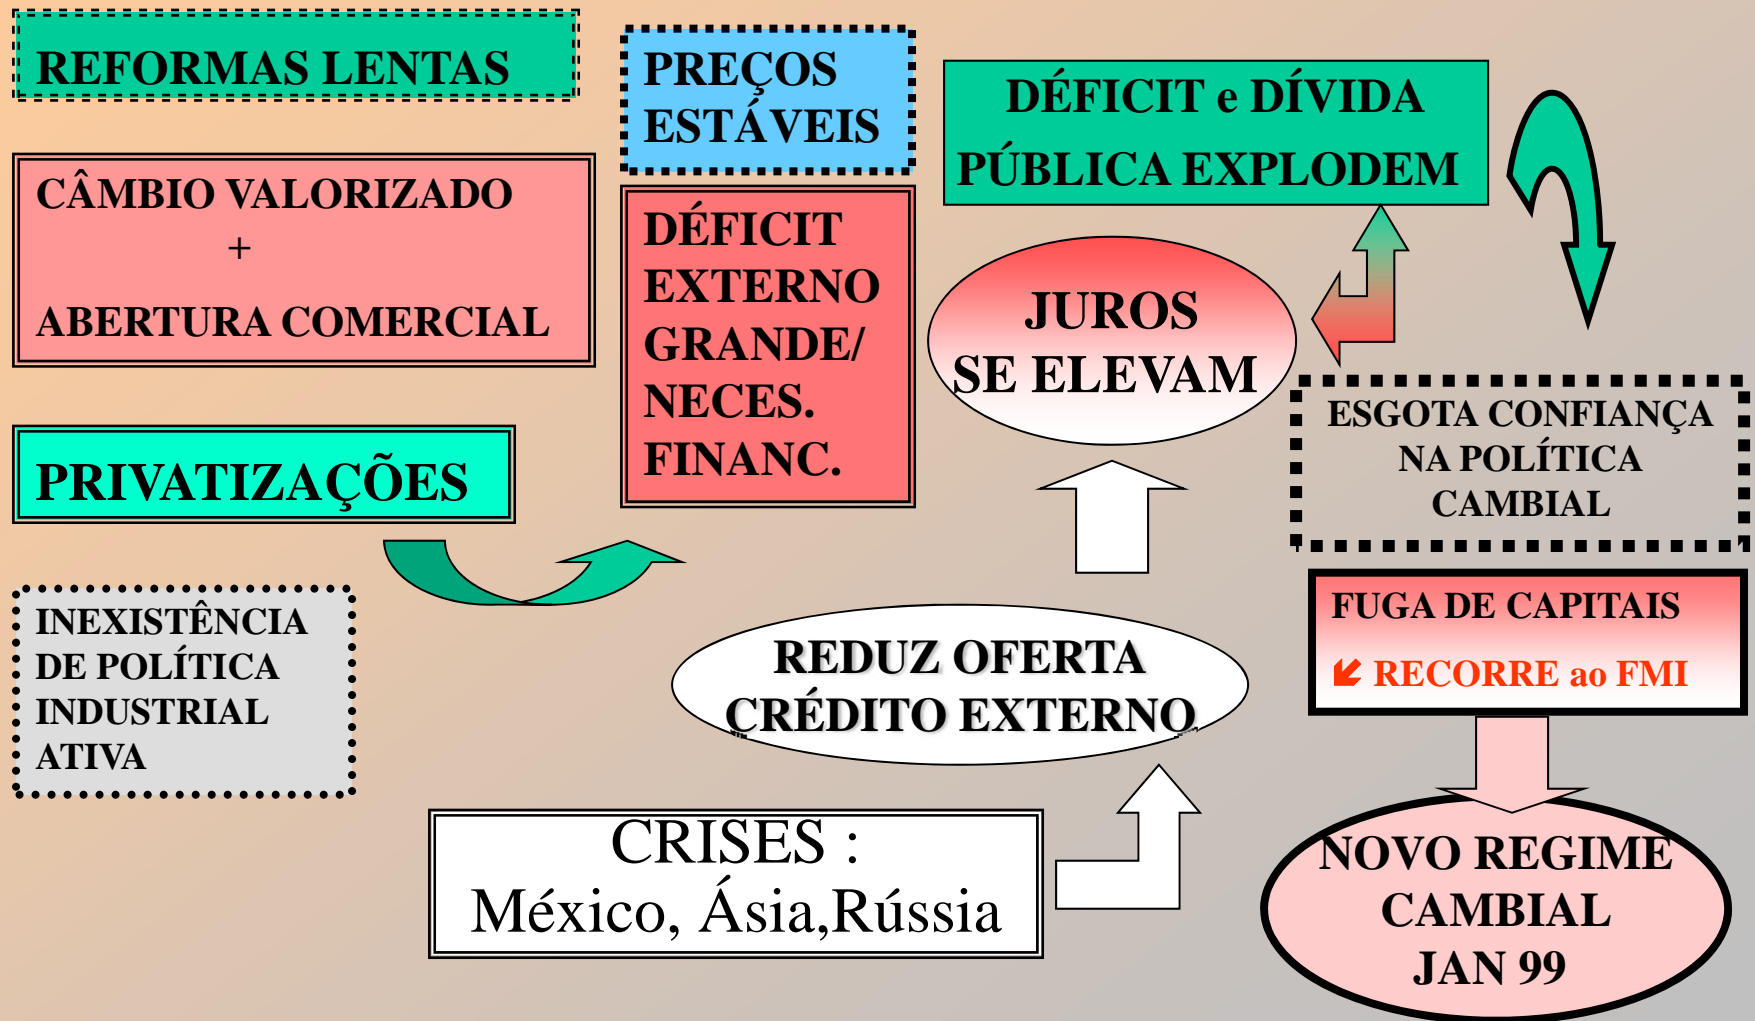 REFORMAS LENTAS
CÂMBIO VALORIZADO
+
ABERTURA COMERCIAL
PRIVATIZAÇÕES
INEXISTÊNCIA
DE POLÍTICA
INDUSTRIAL
ATIVA
PREÇOS
ESTÁVEIS
DÉFICIT
EXTERNO
GRANDE/
NECES.
FINANC.
DÉFICIT e DÍVIDA
PÚBLICA EXPLODEM
JUROS
SE ELEVAM
REDUZ OFERTA
CRÉDITO EXTERNO
CRISES :
México, Ásia,Rússia
ESGOTA CONFIANÇA
NA POLÍTICA
CAMBIAL
FUGA DE CAPITAIS
🡿 RECORRE ao FMI
NOVO REGIME
CAMBIAL
JAN 99